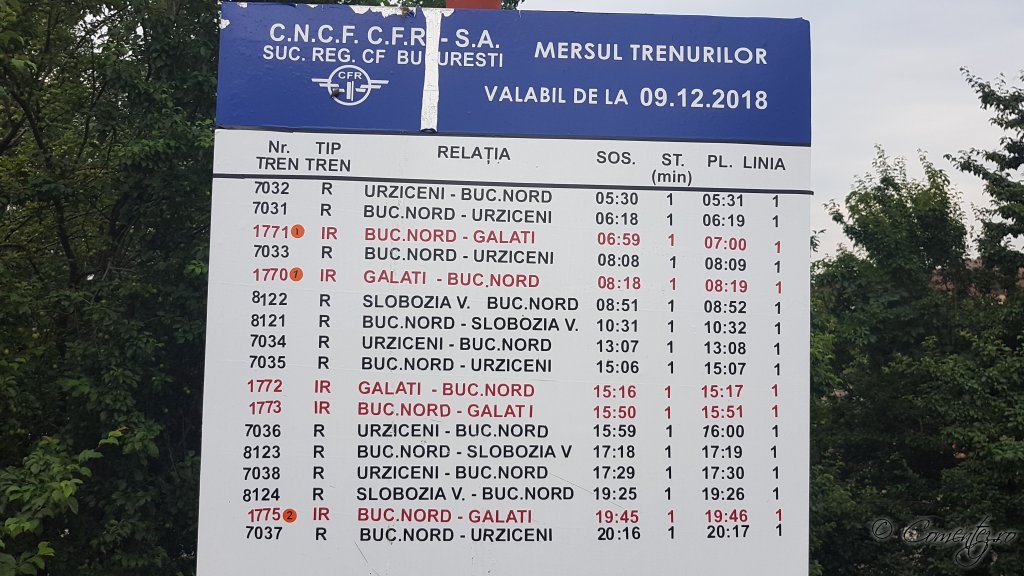 C.N.C.F. C.F.R - S.A.
SUC. REG. CF BUCURESTI
CFR
MERSUL TRENURILOR
VALABIL DE LA 09.12.2018
Nr. TREN TIP TREN RELAȚIA SOS. ST. (min) PL. LINIA
7032 R URZICENI - BUC.NORD 05:30 1 05:31 1
7031 R BUC.NORD - URZICENI 06:18 1 06:19 1
1771 1 IR BUC.NORD - GALATI 06:59 1 07:00 1
7033 R BUC.NORD - URZICENI 08:08 1 08:09 1
1770 1 IR GALATI - BUC.NORD 08:18 1 08:19 1
8122 R SLOBOZIA V. BUC.NORD 08:51 1 08:52 1
8121 R BUC.NORD - SLOBOZIA V. 10:31 1 10:32 1
7034 R URZICENI - BUC.NORD 13:07 1 13:08 1
7035 R BUC.NORD - URZICENI 15:06 1 15:07 1
1772 IR GALATI - BUC.NORD 15:16 1 15:17 1
1773 IR BUC.NORD - GALATI 15:50 1 15:51 1
7036 R URZICENI - BUC.NORD 15:59 1 16:00 1
8123 R BUC.NORD - SLOBOZIA V 17:18 1 17:19 1
7038 R URZICENI - BUC.NORD 17:29 1 17:30 1
8124 R SLOBOZIA V. - BUC.NORD 19:25 1 19:26 1
1775 2 IR BUC.NORD - GALATI 19:45 1 19:46 1
7037 R BUC.NORD - URZICENI 20:16 1 20:17 1
© Comentez.ro